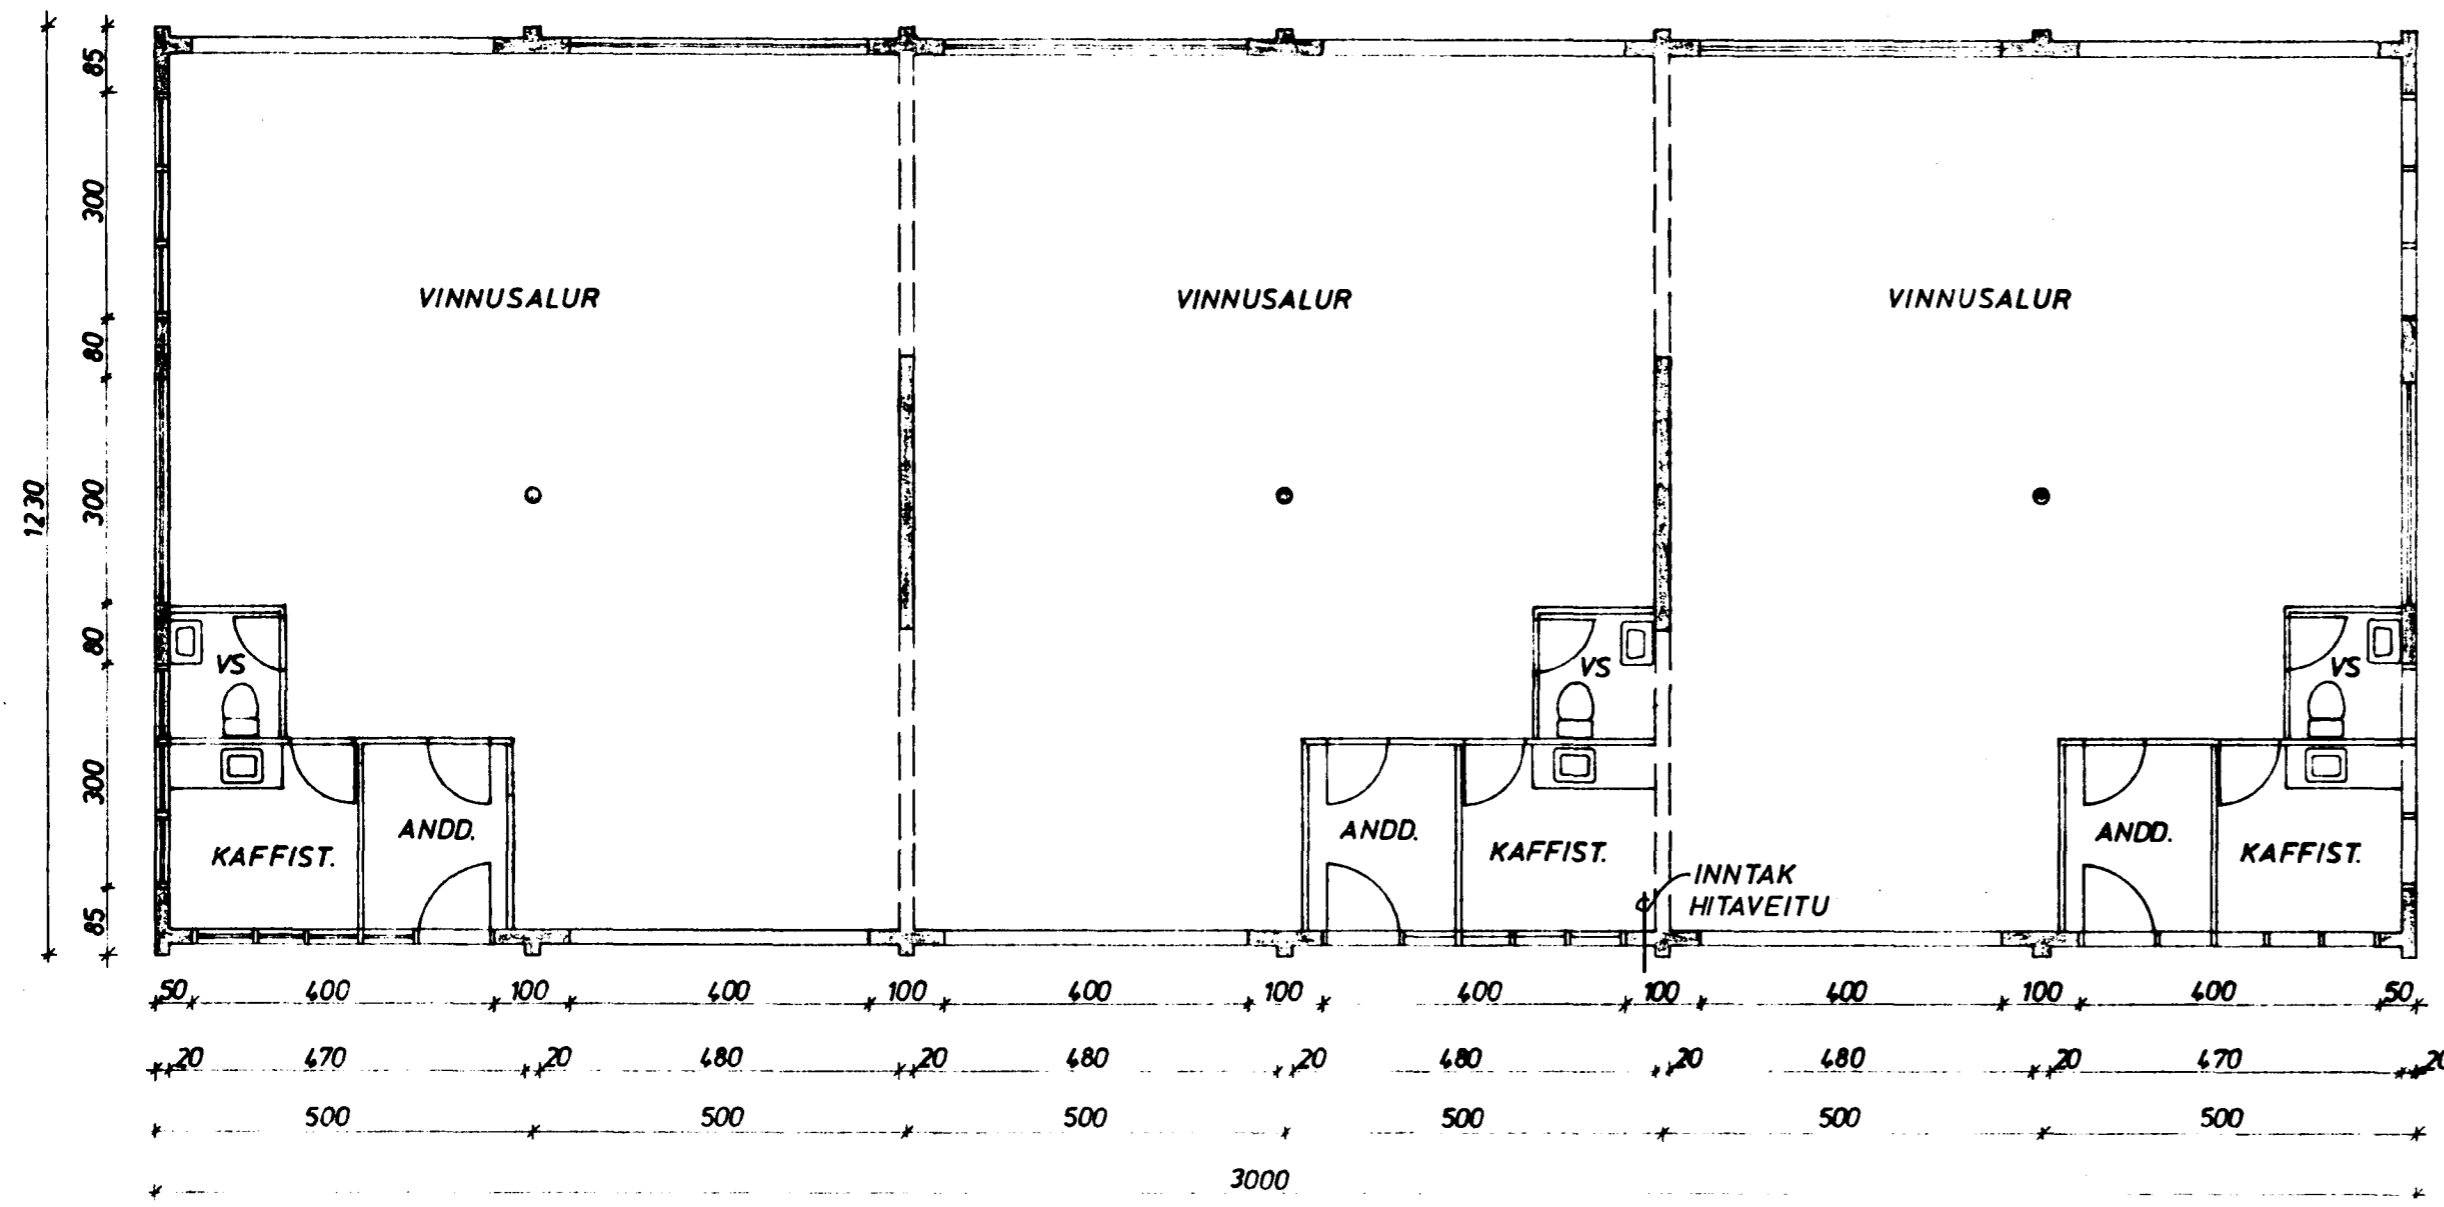 VINNUSALUR VINNUSALUR VINNUSALUR
VS VS VS
ANDD. ANDD. ANDD.
KAFFIST. KAFFIST. KAFFIST.
INNTAK
HITAVEITU
85
300
80
300
80
300
85
1230
50 400 100 400 100 400 100 400 100 400 100 400 50
20 470 20 480 20 480 20 480 20 480 20 470 20
500 500 500 500 500 500
3000